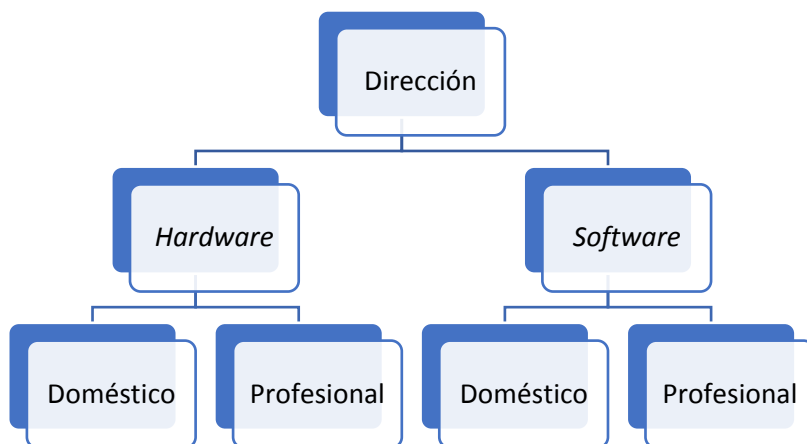 Dirección
Hardware
Software
Doméstico
Profesional
Doméstico
Profesional